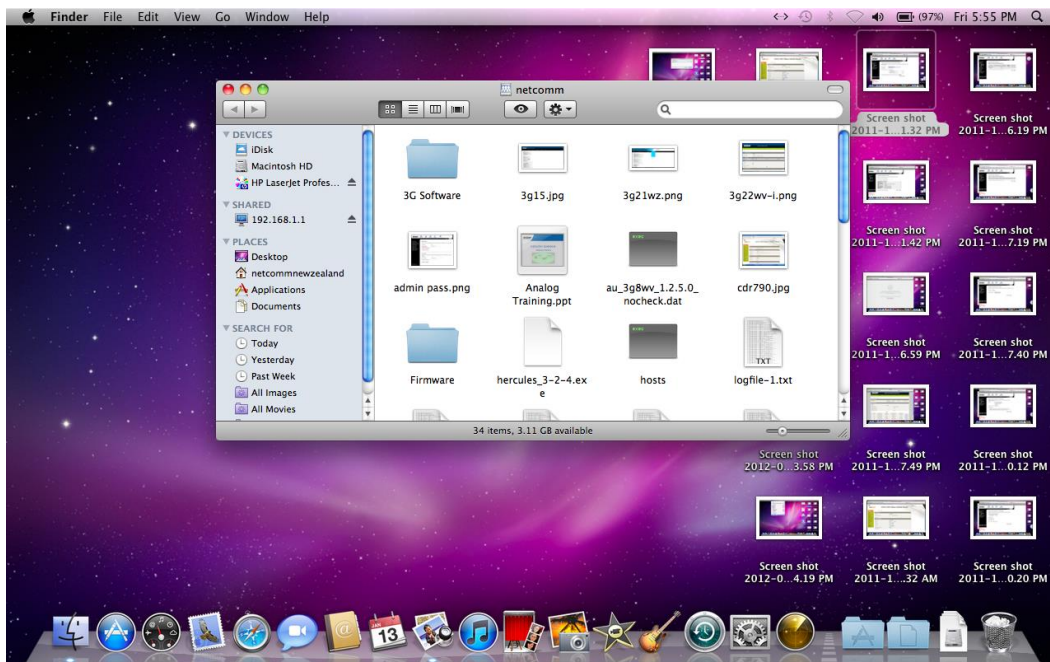 Finder File Edit View Go Window Help
(97%) Fri 5:55 PM
netcomm
DEVICES
iDisk
Macintosh HD
HP LaserJet Profes...
SHARED
192.168.1.1
PLACES
Desktop
netcommnewzealand
Applications
Documents
SEARCH FOR
Today
Yesterday
Past Week
All Images
All Movies
3G Software
3g15.jpg
3g21wz.png
3g22wv-i.png
admin pass.png
Analog
Training.ppt
au_3g8wv_1.2.5.0_
nocheck.dat
cdr790.jpg
Firmware
hercules_3-2-4.ex
e
hosts
TXT
logfile-1.txt
34 items, 3.11 GB available
Screen shot
2011-1...1.32 PM
Screen shot
2011-1...6.19 PM
Screen shot
2011-1...1.42 PM
Screen shot
2011-1...7.19 PM
Screen shot
2011-1...6.59 PM
Screen shot
2011-1...7.40 PM
Screen shot
2012-0...3.58 PM
Screen shot
2011-1...7.49 PM
Screen shot
2011-1...0.12 PM
Screen shot
2012-0...4.19 PM
Screen shot
2011-1...32 AM
Screen shot
2011-1...0.20 PM
JAN
13